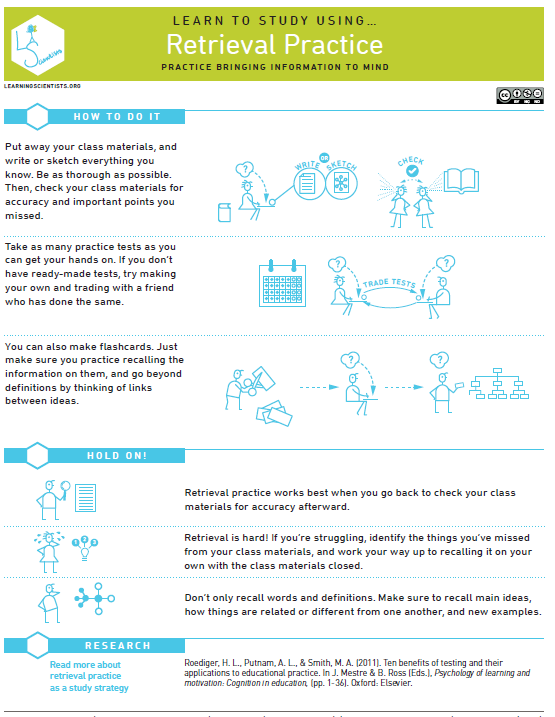 LEARN TO STUDY USING...
Retrieval Practice
PRACTICE BRINGING INFORMATION TO MIND
LEARNINGSCIENTISTS.ORG
HOW TO DO IT
Put away your class materials, and
write or sketch everything you
know. Be as thorough as possible.
Then, check your class materials for
accuracy and important points you
missed.
?
WRITE OR SKETCH
CHECK
Take as many practice tests as you
can get your hands on. If you don't
have ready-made tests, try making
your own and trading with a friend
who has done the same.
?
TRADE TESTS
?
You can also make flashcards. Just
make sure you practice recalling the
information on them, and go beyond
definitions by thinking of links
between ideas.
?
?
HOLD ON!
Retrieval practice works best when you go back to check your class
materials for accuracy afterward.
1 2 3
Retrieval is hard! If you're struggling, identify the things you've missed
from your class materials, and work your way up to recalling it on your
own with the class materials closed.
Don't only recall words and definitions. Make sure to recall main ideas,
how things are related or different from one another, and new examples.
RESEARCH
Read more about
retrieval practice
as a study strategy
Roediger, H. L., Putnam, A. L., & Smith, M. A. (2011). Ten benefits of testing and their
applications to educational practice. In J. Mestre & B. Ross (Eds.), Psychology of learning and
motivation: Cognition in education, (pp. 1-36). Oxford: Elsevier.